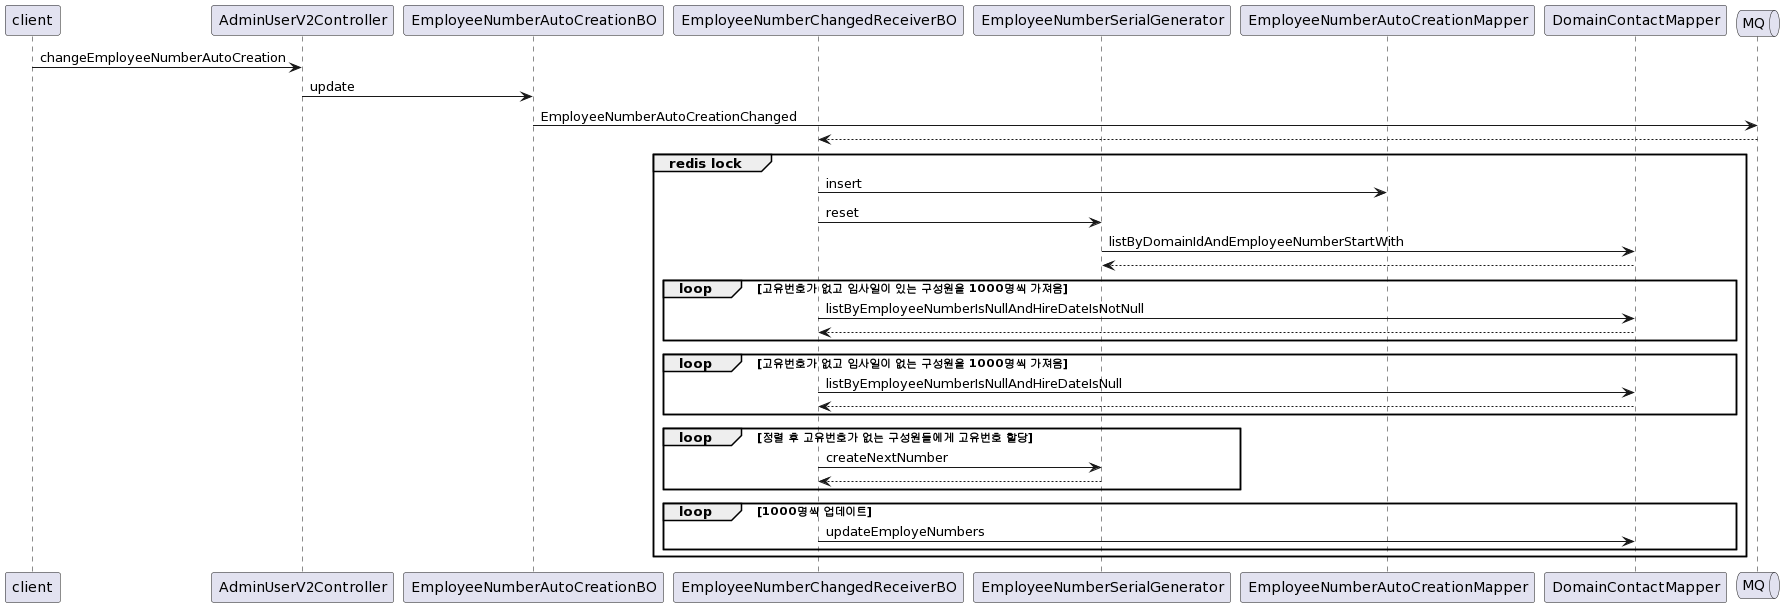 client AdminUserV2Controller EmployeeNumberAutoCreationBO EmployeeNumberChangedReceiverBO EmployeeNumberSerialGenerator EmployeeNumberAutoCreationMapper DomainContactMapper MQ
changeEmployeeNumberAutoCreation
update
EmployeeNumberAutoCreationChanged
redis lock
insert
reset
listByDomainIdAndEmployeeNumberStartWith
loop [고유번호가 없고 입사일이 있는 구성원을 1000명씩 가져옴]
listByEmployeeNumberIsNullAndHireDateIsNotNull
loop [고유번호가 없고 입사일이 없는 구성원을 1000명씩 가져옴]
listByEmployeeNumberIsNullAndHireDateIsNull
loop [정렬 후 고유번호가 없는 구성원들에게 고유번호 할당]
createNextNumber
loop [1000명씩 업데이트]
updateEmployeNumbers
client AdminUserV2Controller EmployeeNumberAutoCreationBO EmployeeNumberChangedReceiverBO EmployeeNumberSerialGenerator EmployeeNumberAutoCreationMapper DomainContactMapper MQ